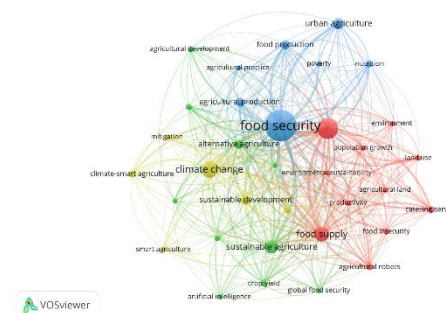 urban agriculture
agricultural development
food production
agricultural practice
poverty
nutrition
agricultural production
food security
environment
mitigation
alternative agriculture
population growth
land use
climate-smart agriculture
climate change
environmental sustainability
agricultural land
sustainable development
productivity
catering serv
food supply
food insecurity
smart agriculture
sustainable agriculture
agricultural robots
crop yield
global food security
artificial intelligence
VOSviewer